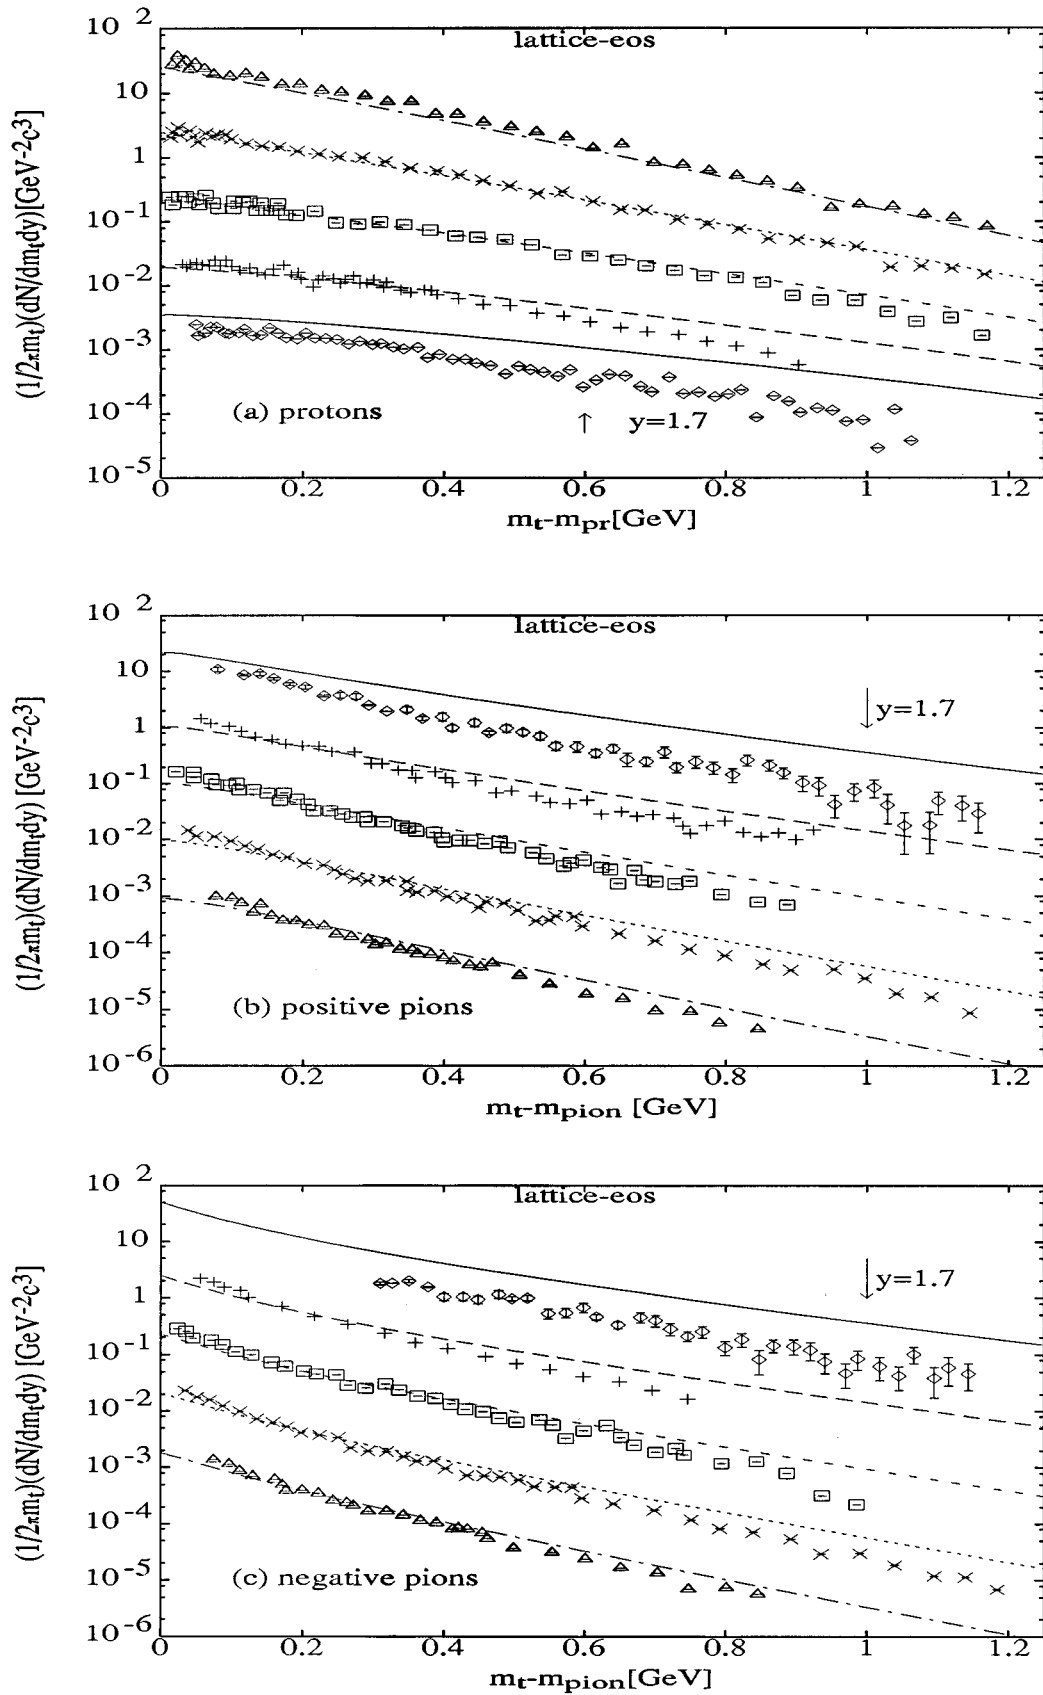 lattice-eos
(1/2πmt)(dN/dmtdy)[GeV-2c3]
10 2
10
1
10 -1
10 -2
10 -3
10 -4
10 -5
(a) protons
↑ y=1.7
0 0.2 0.4 0.6 0.8 1 1.2
mt-mpr[GeV]
lattice-eos
(1/2πmt)(dN/dmtdy) [GeV-2c3]
10 2
10
1
10 -1
10 -2
10 -3
10 -4
10 -5
10 -6
↓ y=1.7
(b) positive pions
0 0.2 0.4 0.6 0.8 1 1.2
mt-mpion [GeV]
lattice-eos
(1/2πmt)(dN/dmtdy) [GeV-2c3]
10 2
10
1
10 -1
10 -2
10 -3
10 -4
10 -5
10 -6
↓ y=1.7
(c) negative pions
0 0.2 0.4 0.6 0.8 1 1.2
mt-mpion[GeV]